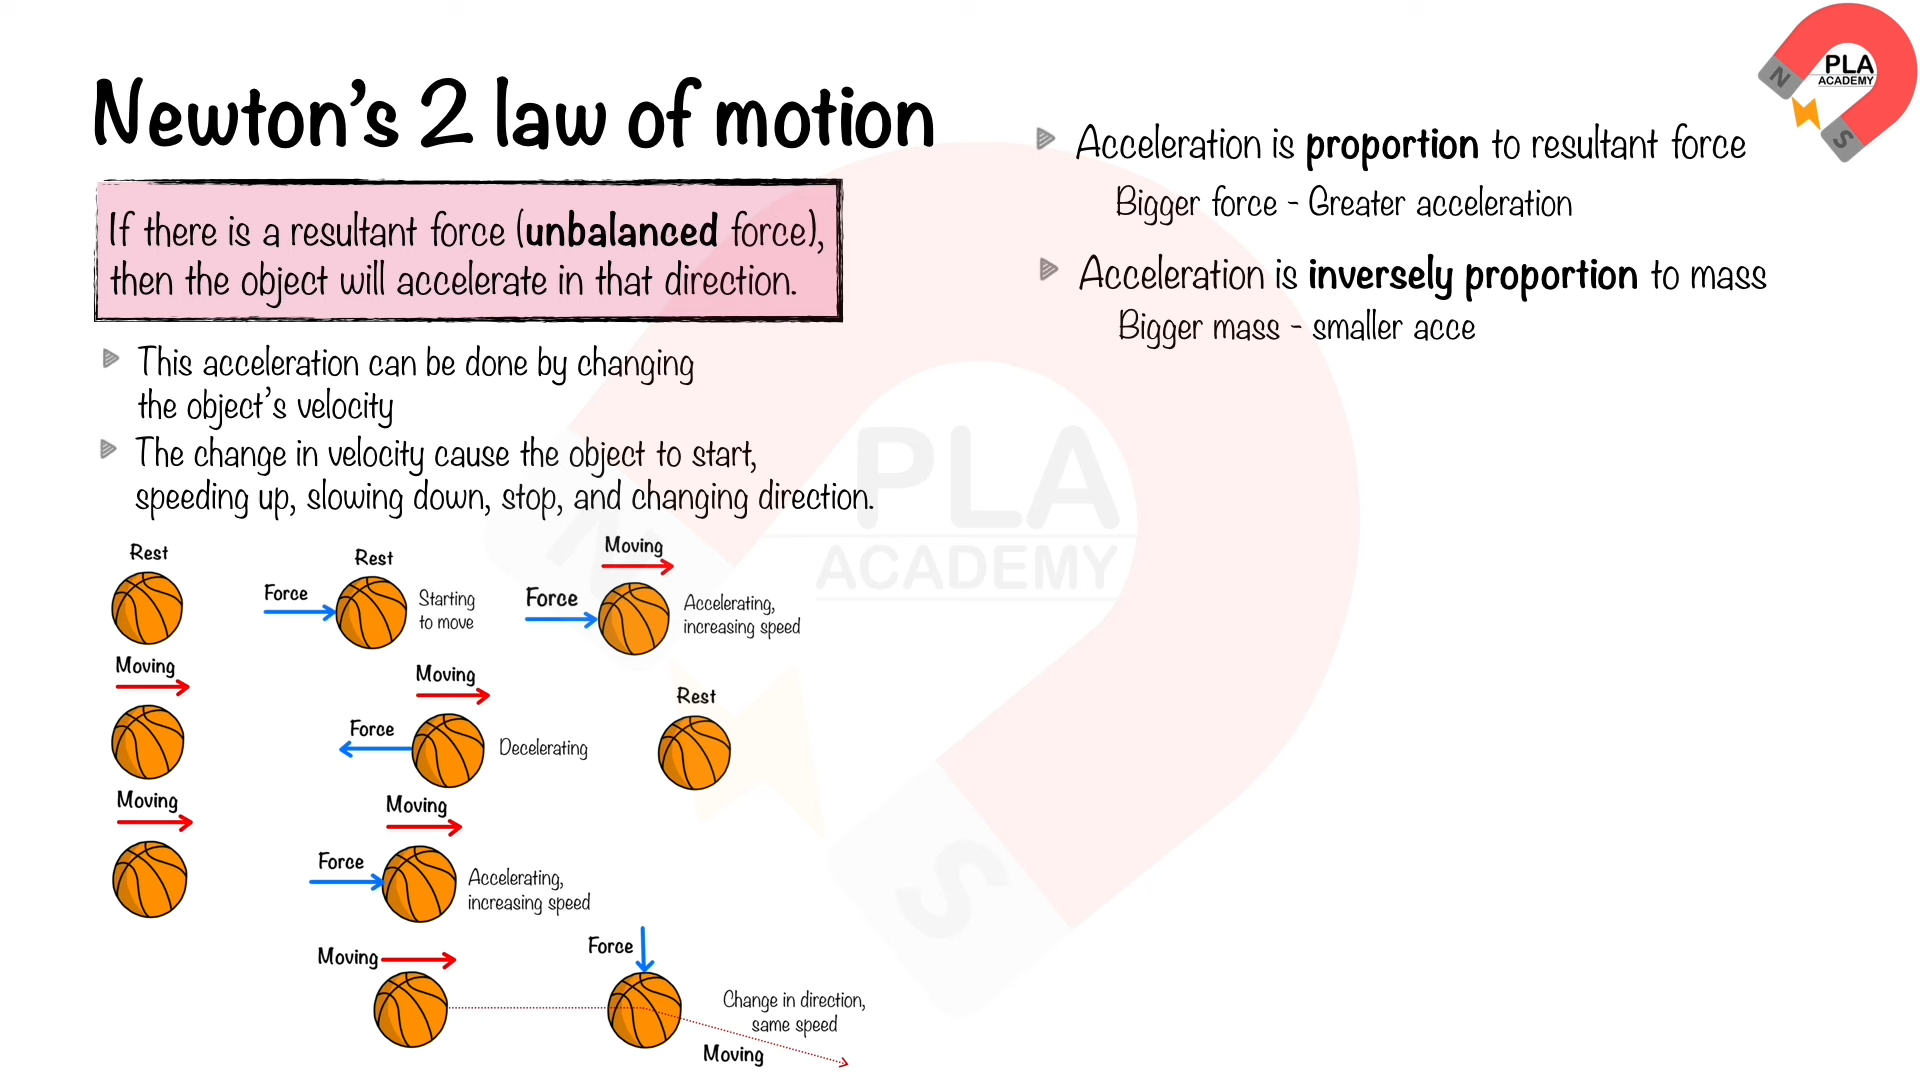 Newton's 2 law of motion
If there is a resultant force (unbalanced force),
then the object will accelerate in that direction.
This acceleration can be done by changing
the object's velocity
The change in velocity cause the object to start,
speeding up, slowing down, stop, and changing direction.
Rest
Force
Rest
Starting
to move
Moving
Force
Accelerating,
increasing speed
Moving
Moving
Force
Decelerating
Rest
Moving
Moving
Force
Accelerating,
increasing speed
Moving
Force
Change in direction,
same speed
Moving
Acceleration is proportion to resultant force
Bigger force - Greater acceleration
Acceleration is inversely proportion to mass
Bigger mass - smaller acce
PLA
ACADEMY
N
S
PLA
ACADEMY
N
S